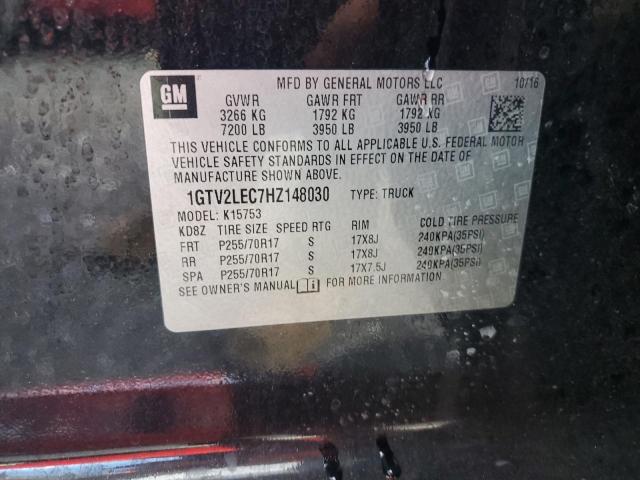 GM
MFD BY GENERAL MOTORS LLC 10/16
GVWR GAWR FRT GAWR RR
3266 KG 1792 KG 1792 KG
7200 LB 3950 LB 3950 LB
THIS VEHICLE CONFORMS TO ALL APPLICABLE U.S. FEDERAL MOTOR
VEHICLE SAFETY STANDARDS IN EFFECT ON THE DATE OF
MANUFACTURE SHOWN ABOVE.
1GTV2LEC7HZ148030 TYPE: TRUCK
MODEL: K15753
KD8Z TIRE SIZE SPEED RTG RIM COLD TIRE PRESSURE
FRT P255/70R17 S 17X8J 240KPA(35PSI)
RR P255/70R17 S 17X8J 240KPA(35PSI)
SPA P255/70R17 S 17X7.5J 240KPA(35PSI)
SEE OWNER'S MANUAL i FOR MORE INFORMATION